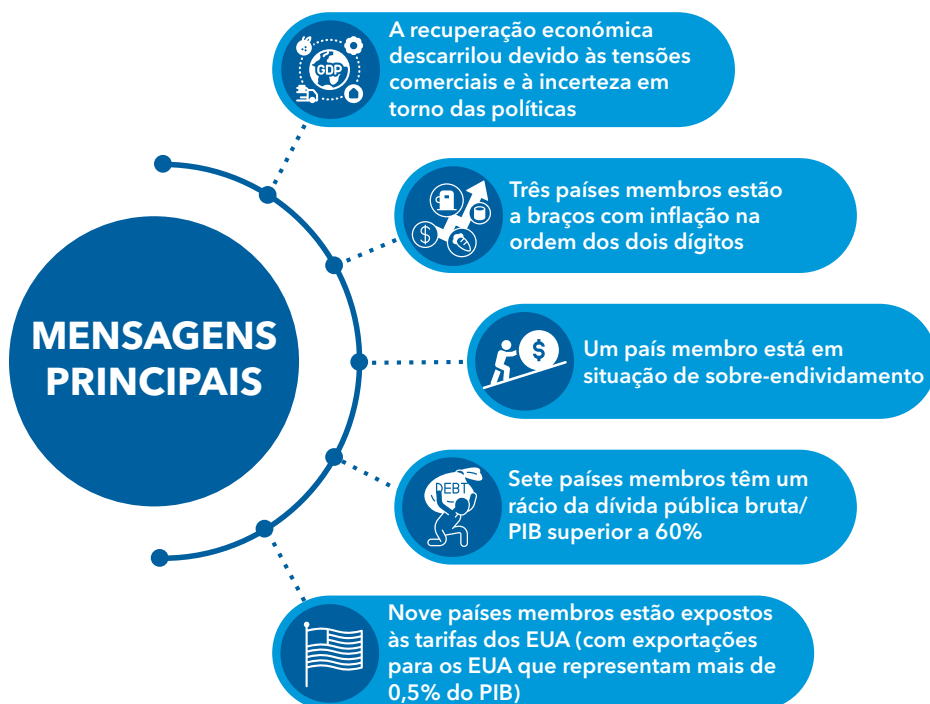 A recuperação económica
descarrilou devido às tensões
comerciais e à incerteza em
torno das políticas
GDP
Três países membros estão
a braços com inflação na
ordem dos dois dígitos
$
MENSAGENS
PRINCIPAIS
$
Um país membro está em
situação de sobre-endividamento
DEBT
Sete países membros têm um
rácio da dívida pública bruta/
PIB superior a 60%
Nove países membros estão expostos
às tarifas dos EUA (com exportações
para os EUA que representam mais de
0,5% do PIB)